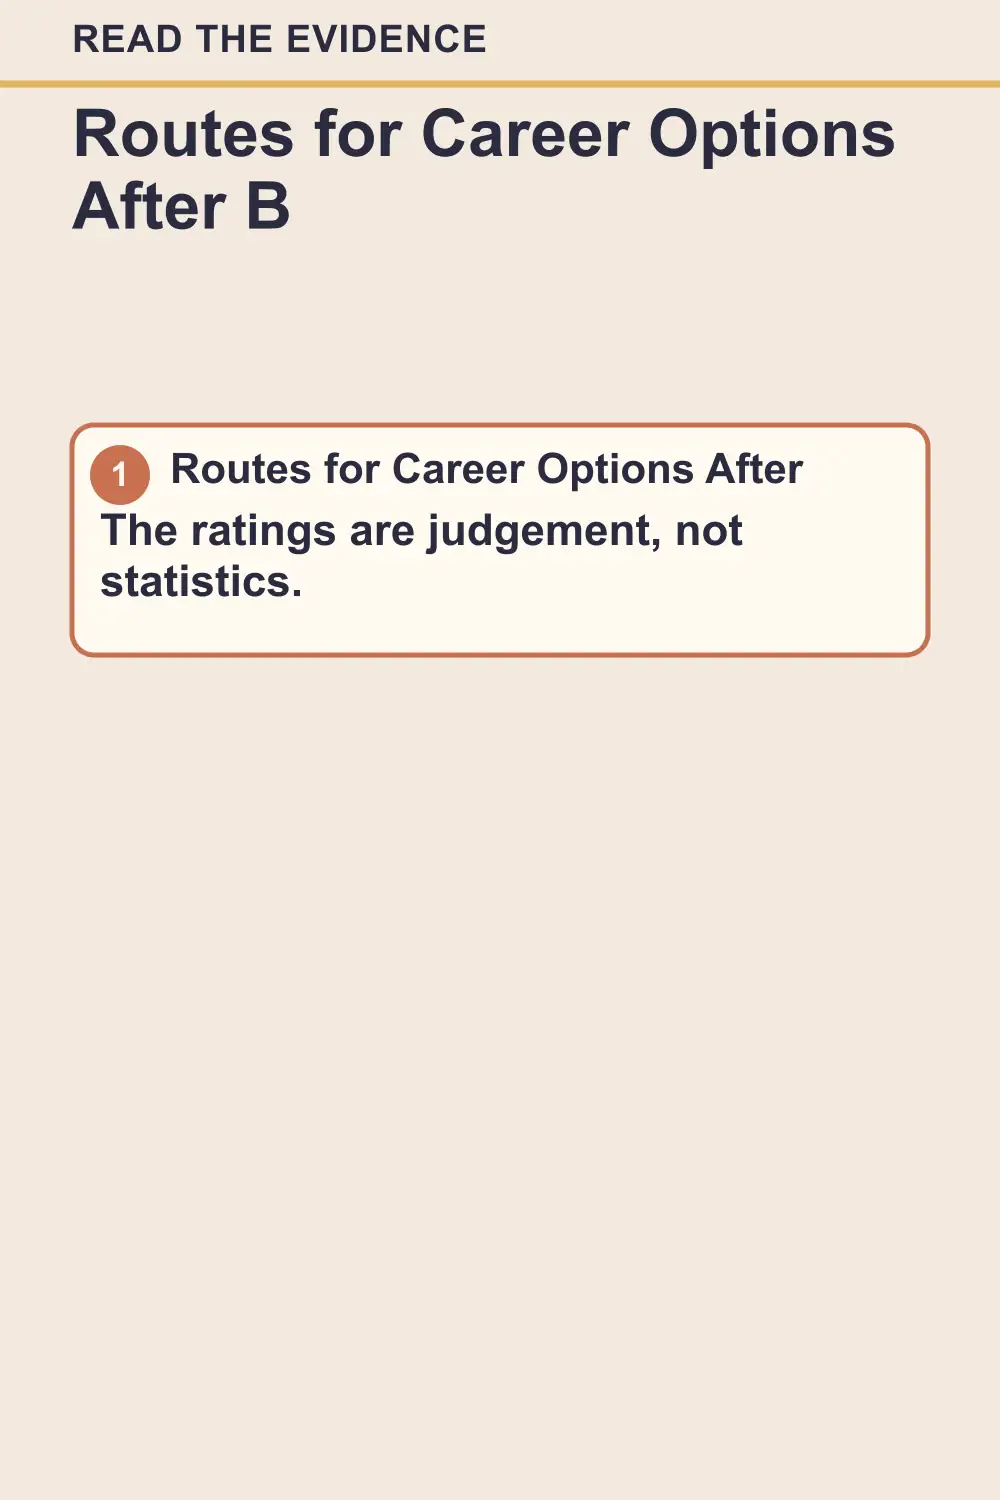 READ THE EVIDENCE
Routes for Career Options
After B
1 Routes for Career Options After
The ratings are judgement, not
statistics.